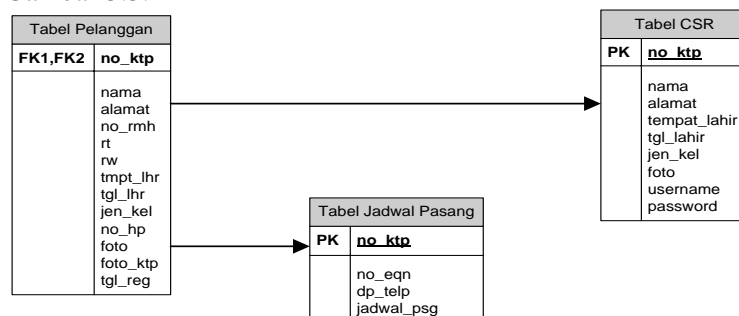 Tabel Pelanggan
FK1,FK2 no_ktp
nama
alamat
no_rmh
rt
rw
tmpt_lhr
tgl_lhr
jen_kel
no_hp
foto
foto_ktp
tgl_reg
Tabel Jadwal Pasang
PK no_ktp
no_eqn
dp_telp
jadwal_psg
Tabel CSR
PK no_ktp
nama
alamat
tempat_lahir
tgl_lahir
jen_kel
foto
username
password